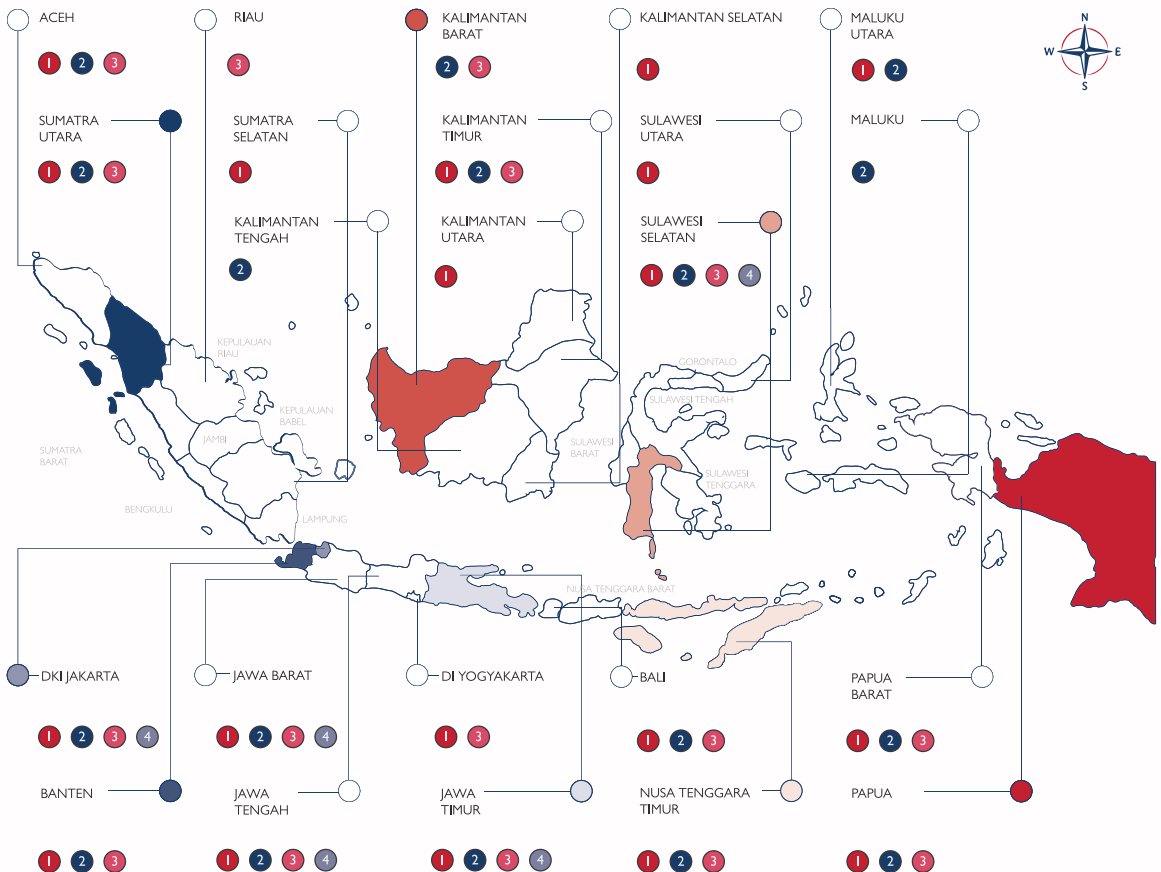 ACEH
1 2 3
RIAU
3
KALIMANTAN
BARAT
2 3
KALIMANTAN SELATAN
1
MALUKU
UTARA
1 2
N
W E
S
SUMATRA
UTARA
1 2 3
SUMATRA
SELATAN
1
KALIMANTAN
TIMUR
1 2 3
SULAWESI
UTARA
1
MALUKU
2
KALIMANTAN
TENGAH
2
KALIMANTAN
UTARA
1
SULAWESI
SELATAN
1 2 3 4
KEPULAUAN
RIAU
GORONTALO
SULAWESI TENGAH
KEPULAUAN
BABEL
JAMBI
SUMATRA
BARAT
SULAWESI
BARAT
SULAWESI
TENGGARA
BENGKULU
LAMPUNG
NUSA TENGGARA BARAT
DKI JAKARTA
1 2 3 4
JAWA BARAT
1 2 3 4
DI YOGYAKARTA
1 3
BALI
1 2 3
PAPUA
BARAT
1 2 3
BANTEN
1 2 3
JAWA
TENGAH
1 2 3 4
JAWA
TIMUR
1 2 3 4
NUSA TENGGARA
TIMUR
1 2 3
PAPUA
1 2 3